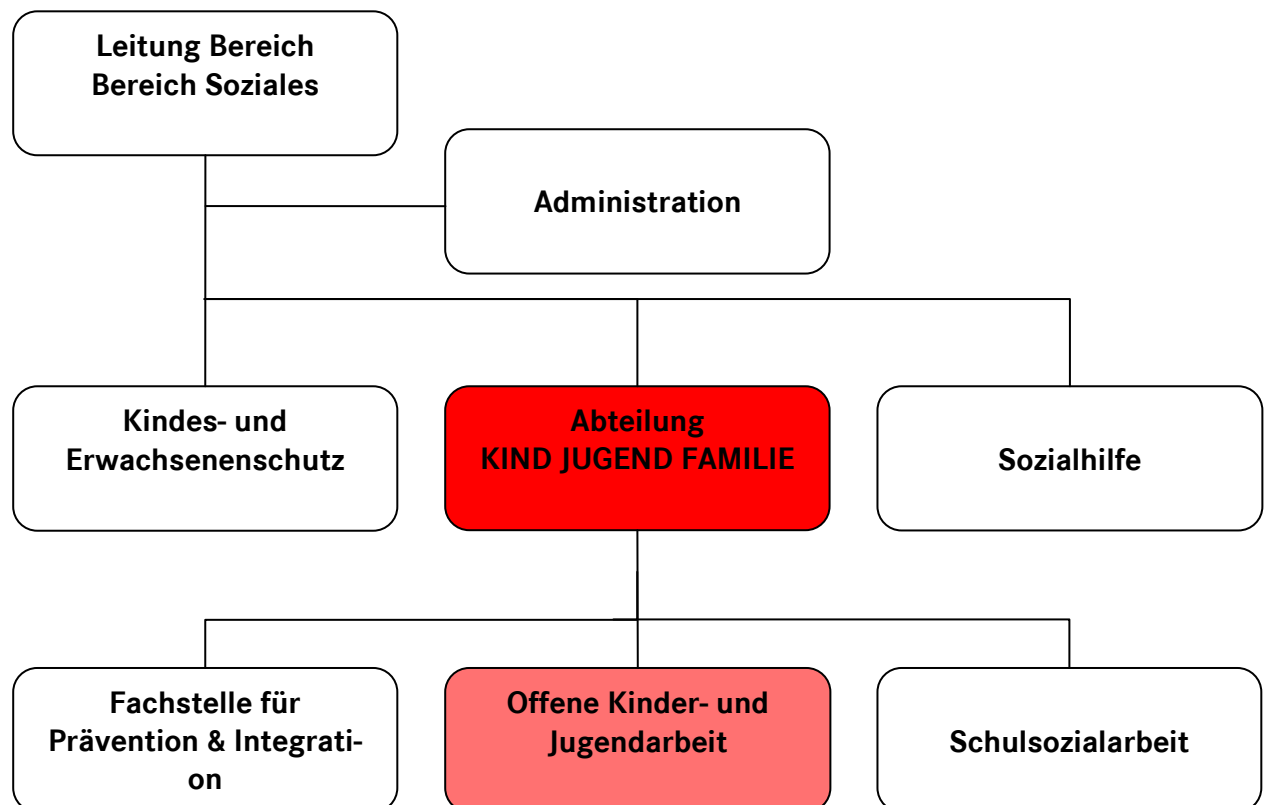 Leitung Bereich
Bereich Soziales
Administration
Kindes- und
Erwachsenenschutz
Abteilung
KIND JUGEND FAMILIE
Sozialhilfe
Fachstelle für
Prävention & Integrati-
on
Offene Kinder- und
Jugendarbeit
Schulsozialarbeit